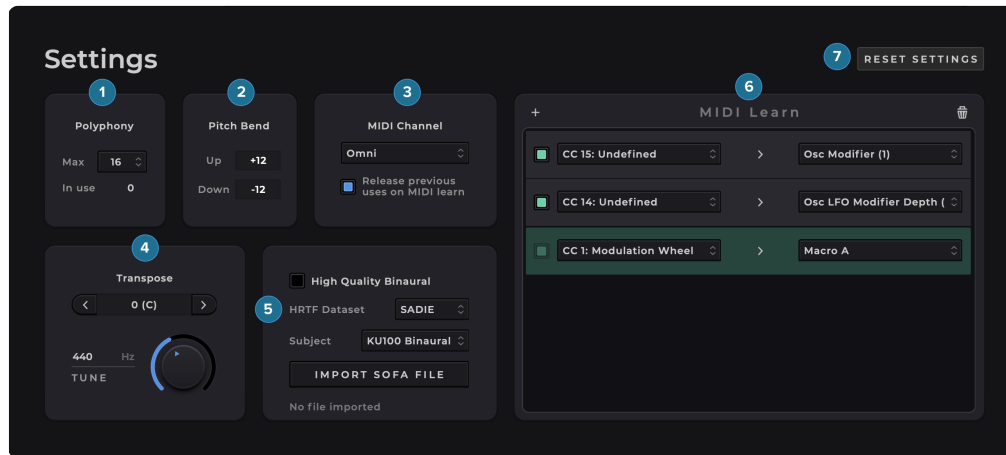 Settings
7
RESET SETTINGS
1
Polyphony
Max 16
In use 0
2
Pitch Bend
Up +12
Down -12
3
MIDI Channel
Omni
Release previous
uses on MIDI learn
4
Transpose
< 0 (C) >
440 Hz
TUNE
5
High Quality Binaural
HRTF Dataset SADIE
Subject KU100 Binaural
IMPORT SOFA FILE
No file imported
6
+ MIDI Learn
CC 15: Undefined > Osc Modifier (1)
CC 14: Undefined > Osc LFO Modifier Depth (
CC 1: Modulation Wheel > Macro A